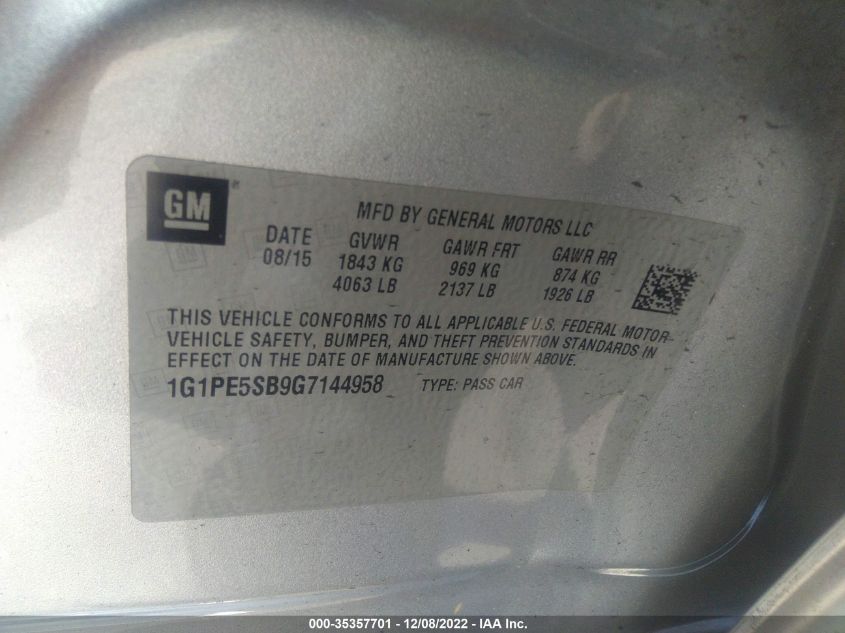 GM®
MFD BY GENERAL MOTORS LLC
DATE GVWR GAWR FRT GAWR RR
08/15 1843 KG 969 KG 874 KG
4063 LB 2137 LB 1926 LB
THIS VEHICLE CONFORMS TO ALL APPLICABLE U.S. FEDERAL MOTOR
VEHICLE SAFETY, BUMPER, AND THEFT PREVENTION STANDARDS IN
EFFECT ON THE DATE OF MANUFACTURE SHOWN ABOVE.
1G1PE5SB9G7144958 TYPE: PASS CAR
000-35357701 - 12/08/2022 - IAA Inc.